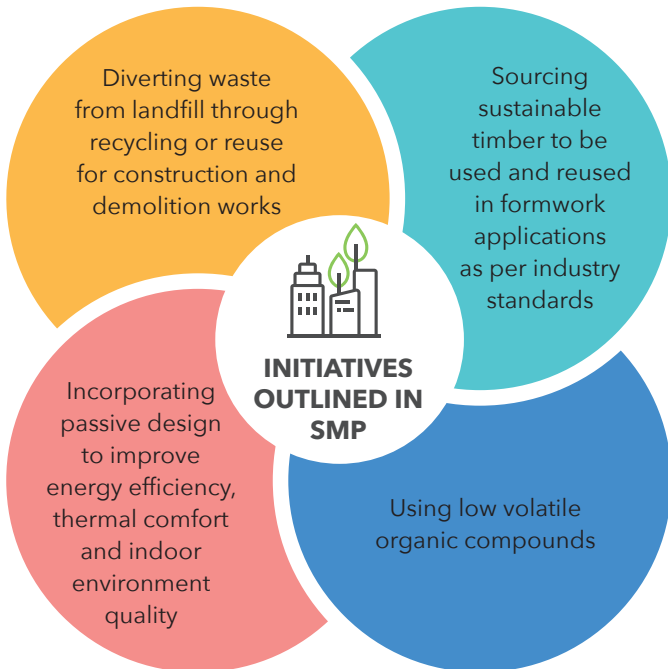 Diverting waste
from landfill through
recycling or reuse
for construction and
demolition works
Sourcing
sustainable
timber to be
used and reused
in formwork
applications
as per industry
standards
INITIATIVES
OUTLINED IN
SMP
Incorporating
passive design
to improve
energy efficiency,
thermal comfort
and indoor
environment
quality
Using low volatile
organic compounds